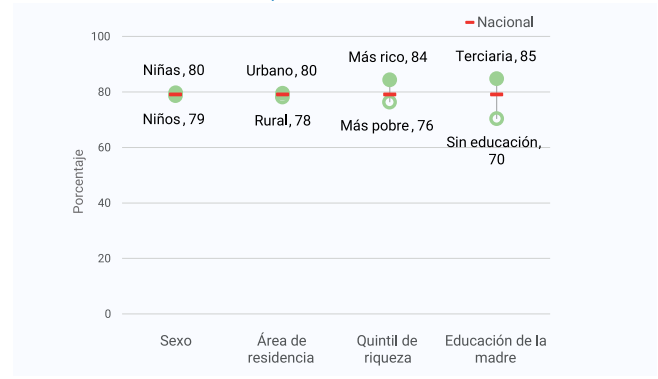 Nacional
100
80
60
40
20
0
Porcentaje
Niñas, 80
Niños, 79
Urbano, 80
Rural, 78
Más rico, 84
Más pobre, 76
Terciaria, 85
Sin educación,
70
Sexo
Área de
residencia
Quintil de
riqueza
Educación de la
madre